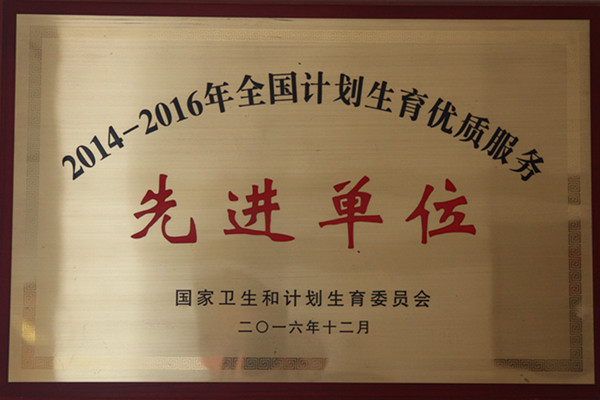 2014-2016年全国计划生育优质服务
先进单位
国家卫生和计划生育委员会
二〇一六年十二月